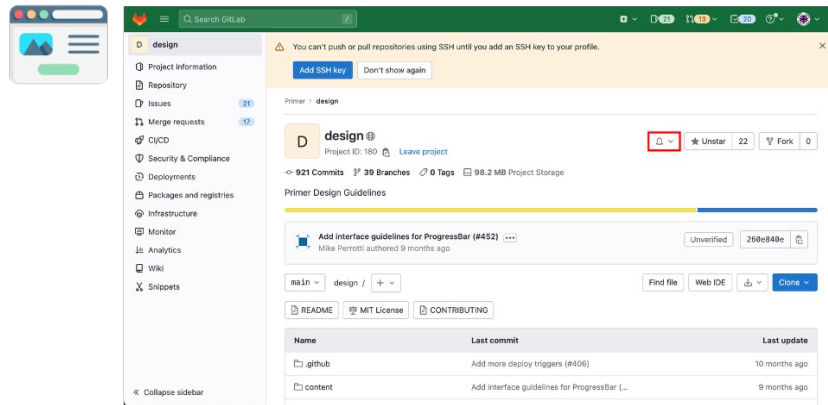 Search GitLab /
21 13 20
D design
Project information
Repository
Issues 21
Merge requests 17
CI/CD
Security & Compliance
Deployments
Packages and registries
Infrastructure
Monitor
Analytics
Wiki
Snippets
Collapse sidebar
You can't push or pull repositories using SSH until you add an SSH key to your profile.
Add SSH key Don't show again
Primer > design
D design
Project ID: 180 Leave project
Unstar 22 Fork 0
921 Commits 39 Branches 0 Tags 98.2 MB Project Storage
Primer Design Guidelines
Add interface guidelines for ProgressBar (#452)
Mike Perrotti authored 9 months ago
Unverified 260e840e
main design / +
Find file Web IDE Clone
README MIT License CONTRIBUTING
Name Last commit Last update
.github Add more deploy triggers (#406) 10 months ago
content Add interface guidelines for ProgressBar (... 9 months ago